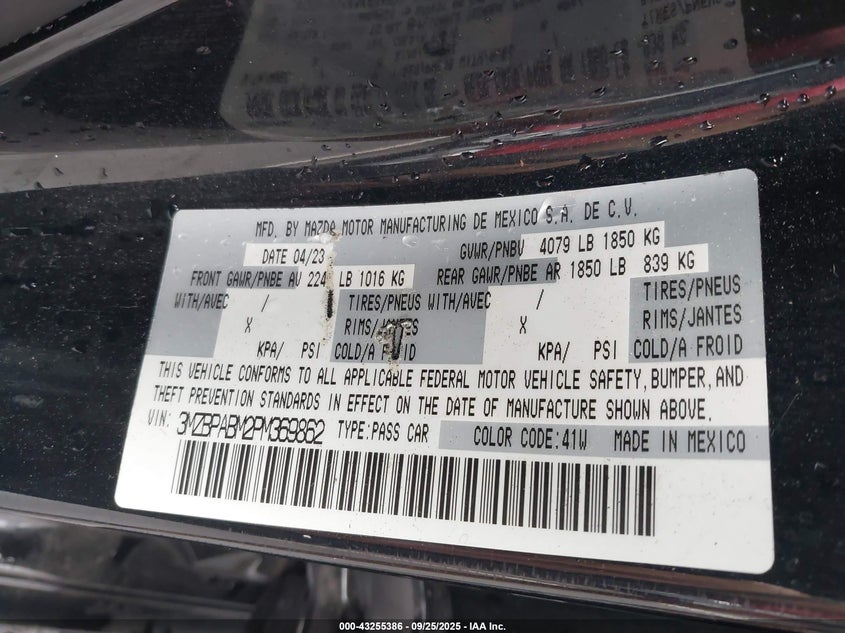 MFD. BY MAZDA MOTOR MANUFACTURING DE MEXICO S.A. DE C.V.
DATE 04/23 GVWR/PNBV 4079 LB 1850 KG
FRONT GAWR/PNBE AV 224 LB 1016 KG REAR GAWR/PNBE AR 1850 LB 839 KG
WITH/AVEC / TIRES/PNEUS WITH/AVEC / TIRES/PNEUS
X RIMS/JANTES X RIMS/JANTES
KPA/ PSI COLD/A FROID KPA/ PSI COLD/A FROID
THIS VEHICLE CONFORMS TO ALL APPLICABLE FEDERAL MOTOR VEHICLE SAFETY, BUMPER, AND
THEFT PREVENTION STANDARDS IN EFFECT ON THE DATE OF MANUFACTURE SHOWN ABOVE.
VIN: 3MZBPABM2PM369862 TYPE:PASS CAR COLOR CODE:41W MADE IN MEXICO
000-43255386 - 09/25/2025 - IAA Inc.